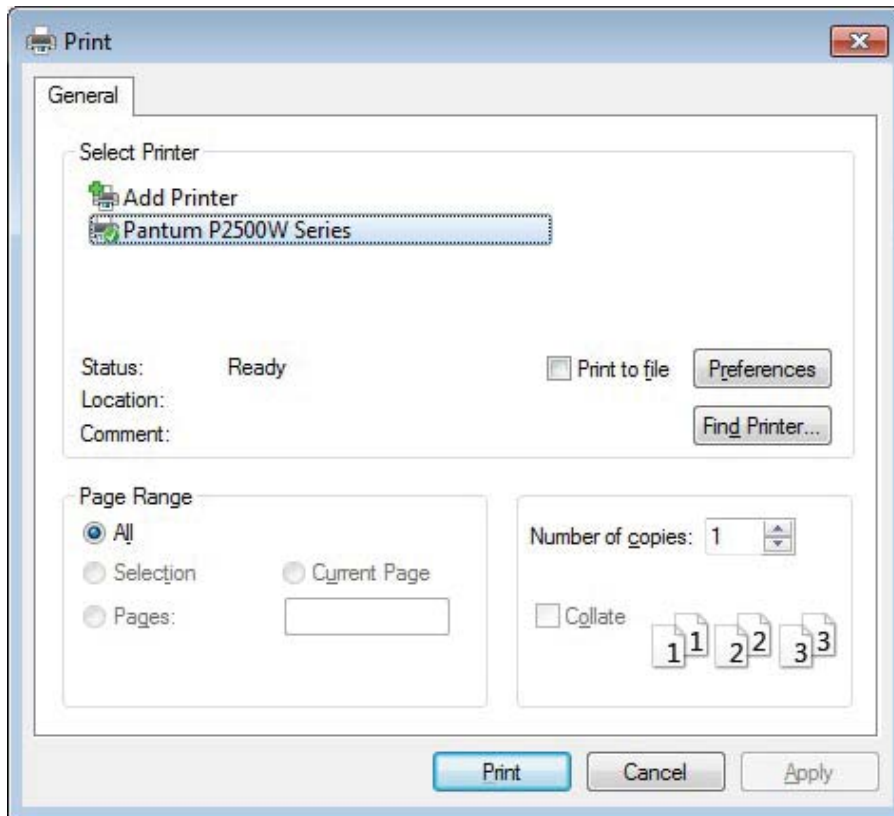 Print
General
Select Printer
Add Printer
Pantum P2500W Series
Status: Ready
Location:
Comment:
Print to file
Preferences
Find Printer...
Page Range
All
Selection
Current Page
Pages:
Number of copies: 1
Collate
1 1 2 2 3 3
Print
Cancel
Apply